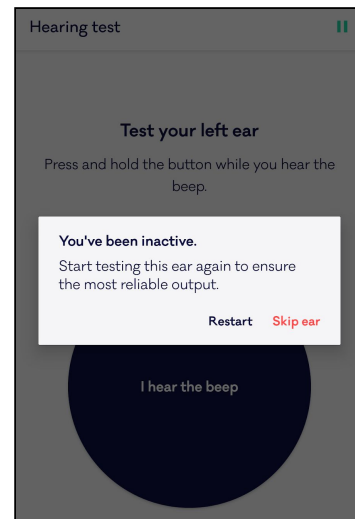 Hearing test
Test your left ear
Press and hold the button while you hear the
beep.
You've been inactive.
Start testing this ear again to ensure
the most reliable output.
Restart Skip ear
I hear the beep